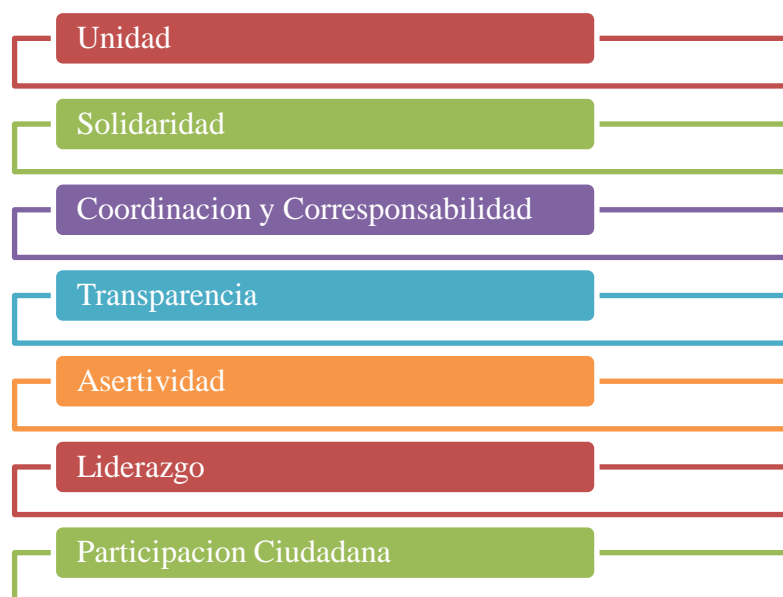 Unidad
Solidaridad
Coordinacion y Corresponsabilidad
Transparencia
Asertividad
Liderazgo
Participacion Ciudadana